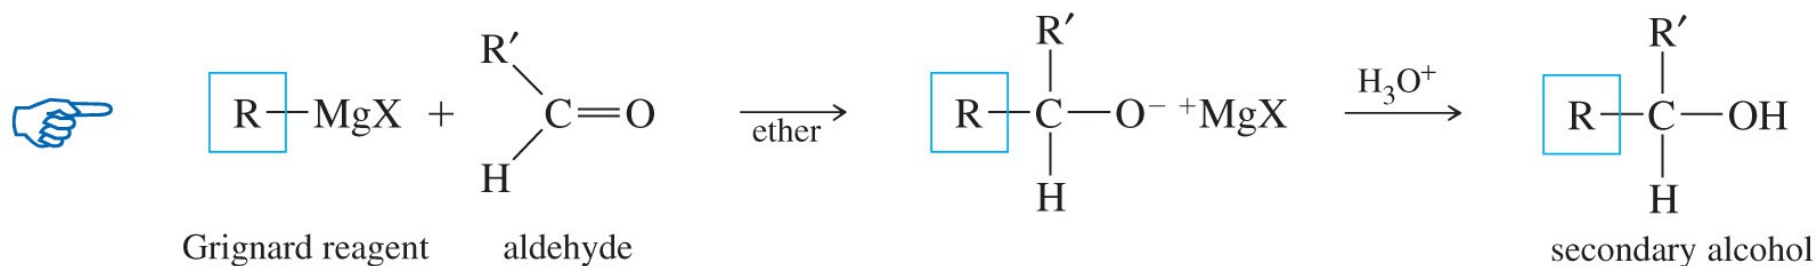 R′ R′ R′
R—MgX + C=O ether R—C—O⁻ ⁺MgX H₃O⁺ R—C—OH
H H H
Grignard reagent aldehyde secondary alcohol